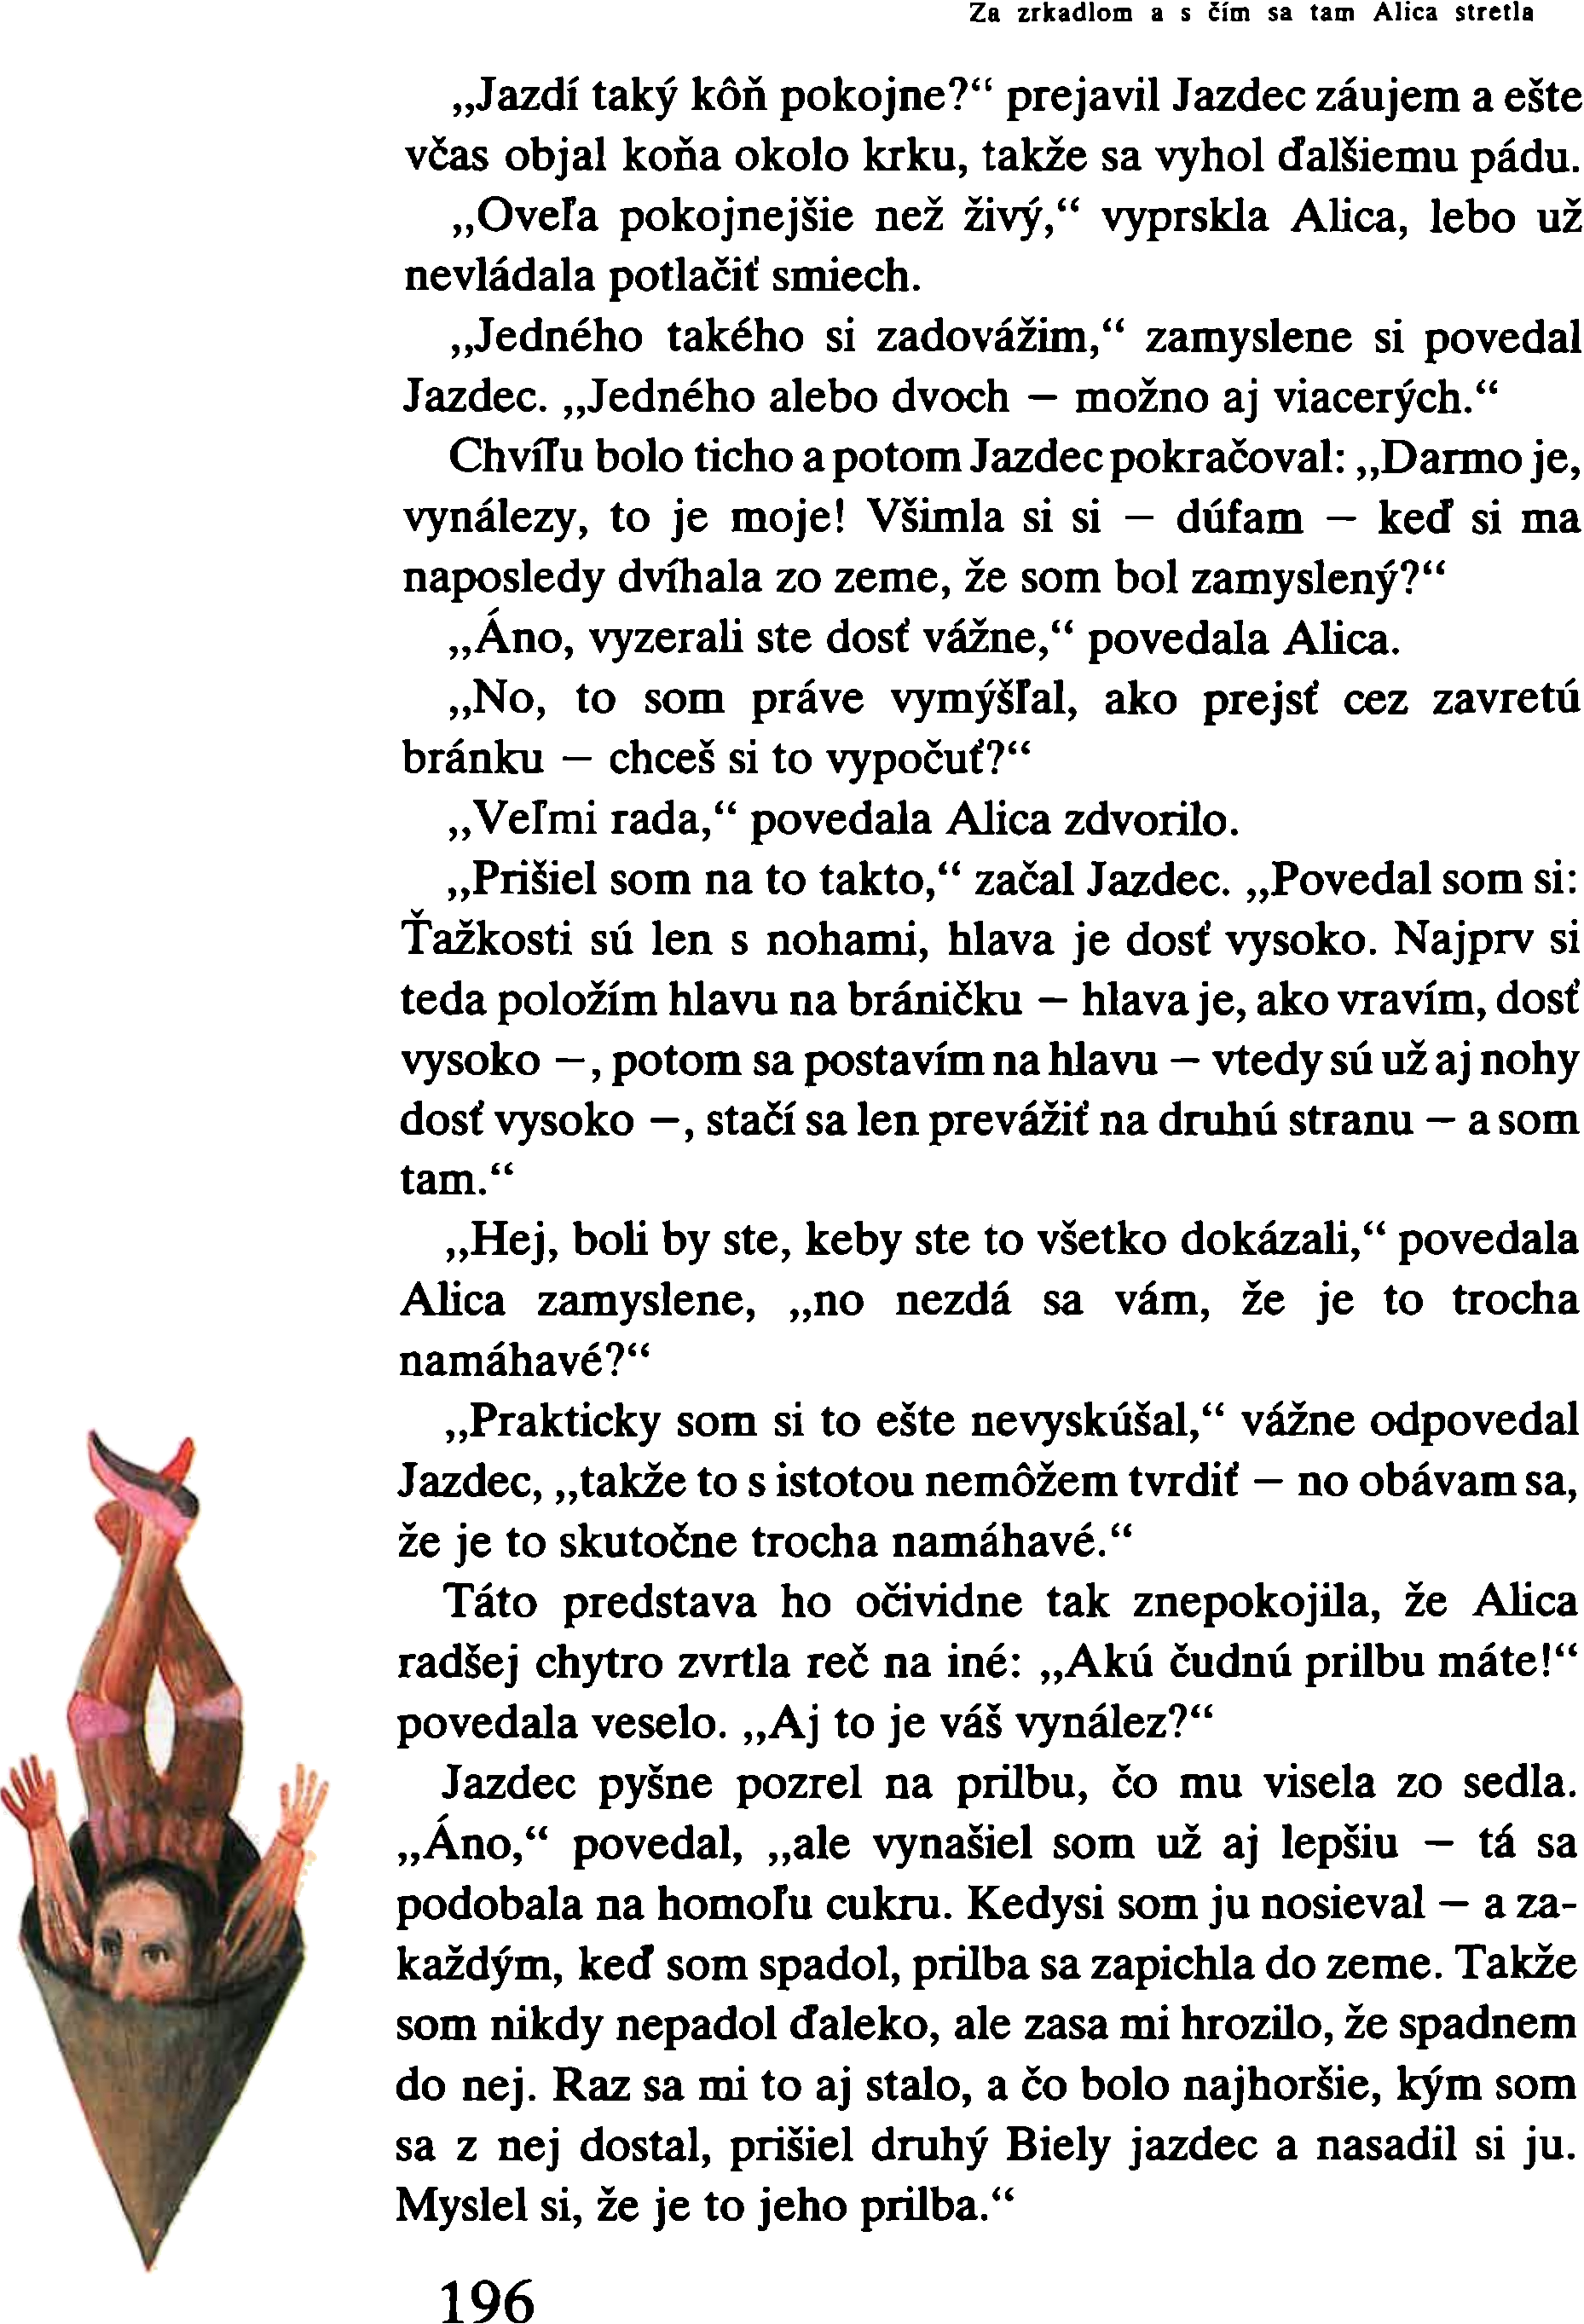 Za zrkadlom a s čím sa tam Alica stretla
„Jazdí taký kôň pokojne?“ prejavil Jazdec záujem a ešte
včas objal koňa okolo krku, takže sa vyhol ďalšiemu pádu.
„Oveľa pokojnejšie než živý,“ vyprskla Alica, lebo už
nevládala potlačiť smiech.
„Jedného takého si zadovážim,“ zamyslene si povedal
Jazdec. „Jedného alebo dvoch — možno aj viacerých.“
Chvíľu bolo ticho a potom Jazdec pokračoval: „Darmo je,
vynálezy, to je moje! Všimla si si — dúfam — keď si ma
naposledy dvíhala zo zeme, že som bol zamyslený?“
„Áno, vyzerali ste dosť vážne,“ povedala Alica.
„No, to som práve vymýšľal, ako prejsť cez zavretú
bránku — chceš si to vypočuť?“
„Veľmi rada,“ povedala Alica zdvorilo.
„Prišiel som na to takto,“ začal Jazdec. „Povedal som si:
Ťažkosti sú len s nohami, hlava je dosť vysoko. Najprv si
teda položím hlavu na bráničku — hlava je, ako vravím, dosť
vysoko —, potom sa postavím na hlavu — vtedy sú už aj nohy
dosť vysoko —, stačí sa len prevážiť na druhú stranu — a som
tam.“
„Hej, boli by ste, keby ste to všetko dokázali,“ povedala
Alica zamyslene, „no nezdá sa vám, že je to trocha
namáhavé?“
„Prakticky som si to ešte nevyskúšal,“ vážne odpovedal
Jazdec, „takže to s istotou nemôžem tvrdiť — no obávam sa,
že je to skutočne trocha namáhavé.“
Táto predstava ho očividne tak znepokojila, že Alica
radšej chytro zvrtla reč na iné: „Akú čudnú prilbu máte!“
povedala veselo. „Aj to je váš vynález?“
Jazdec pyšne pozrel na prilbu, čo mu visela zo sedla.
„Áno,“ povedal, „ale vynašiel som už aj lepšiu — tá sa
podobala na homoľu cukru. Kedysi som ju nosieval — a za-
každým, keď som spadol, prilba sa zapichla do zeme. Takže
som nikdy nepadol ďaleko, ale zasa mi hrozilo, že spadnem
do nej. Raz sa mi to aj stalo, a čo bolo najhoršie, kým som
sa z nej dostal, prišiel druhý Biely jazdec a nasadil si ju.
Myslel si, že je to jeho prilba.“
196